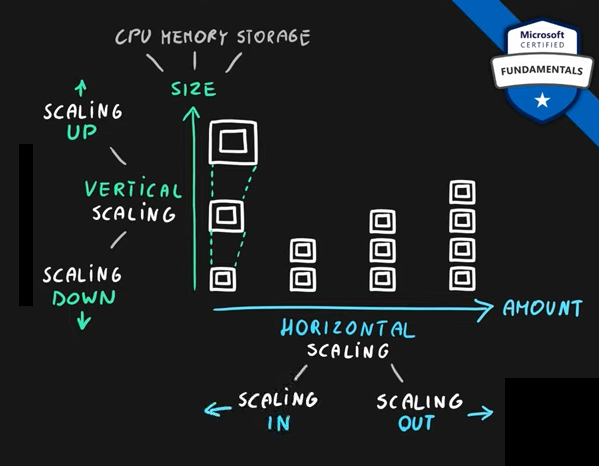 CPU MEMORY STORAGE
SIZE
SCALING
UP
VERTICAL
SCALING
SCALING
DOWN
AMOUNT
HORIZONTAL
SCALING
SCALING
IN
SCALING
OUT
Microsoft
CERTIFIED
FUNDAMENTALS